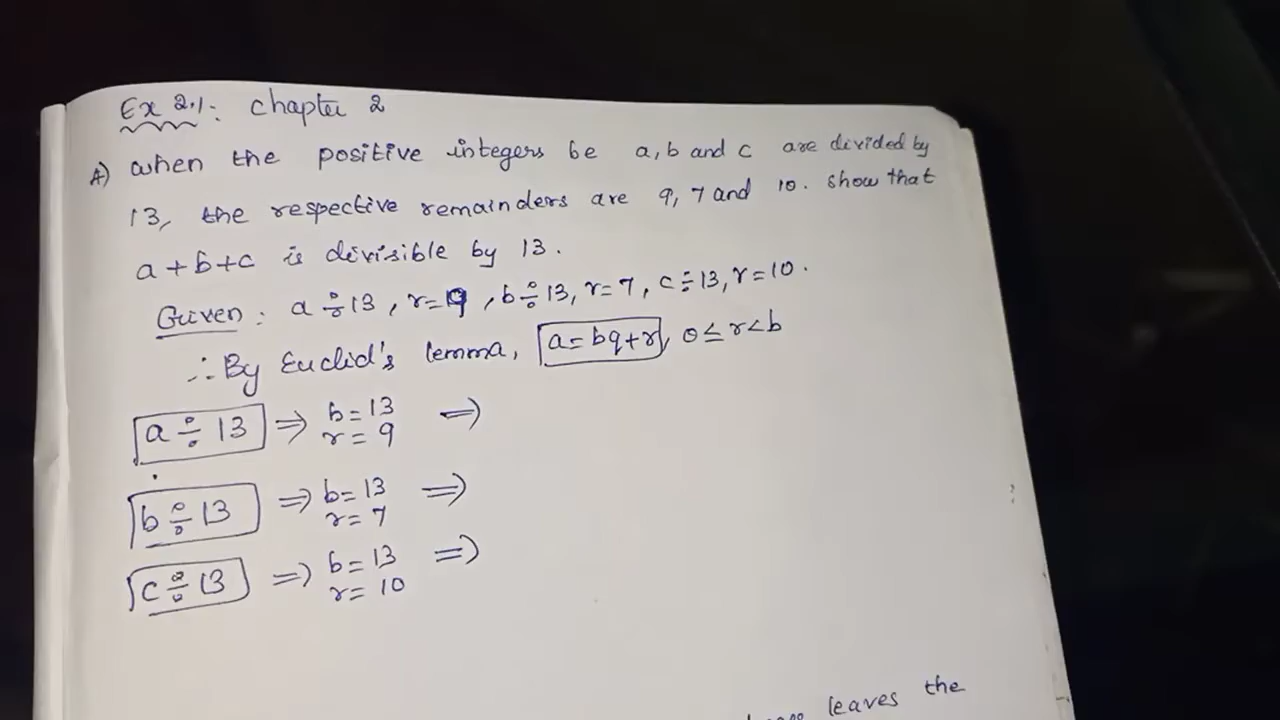 Ex 2.1: Chapter 2
A) when the positive integers be a, b and c are divided by
13, the respective remainders are 9, 7 and 10. show that
a+b+c is divisible by 13.
Given: a ÷ 13, r=9, b ÷ 13, r=7, c ÷ 13, r=10.
∴ By Euclid's lemma, a=bq+r, 0≤r<b
a ÷ 13 ⇒ b=13 ⇒
r=9
b ÷ 13 ⇒ b=13 ⇒
r=7
c ÷ 13 ⇒ b=13 ⇒
r=10
leaves the